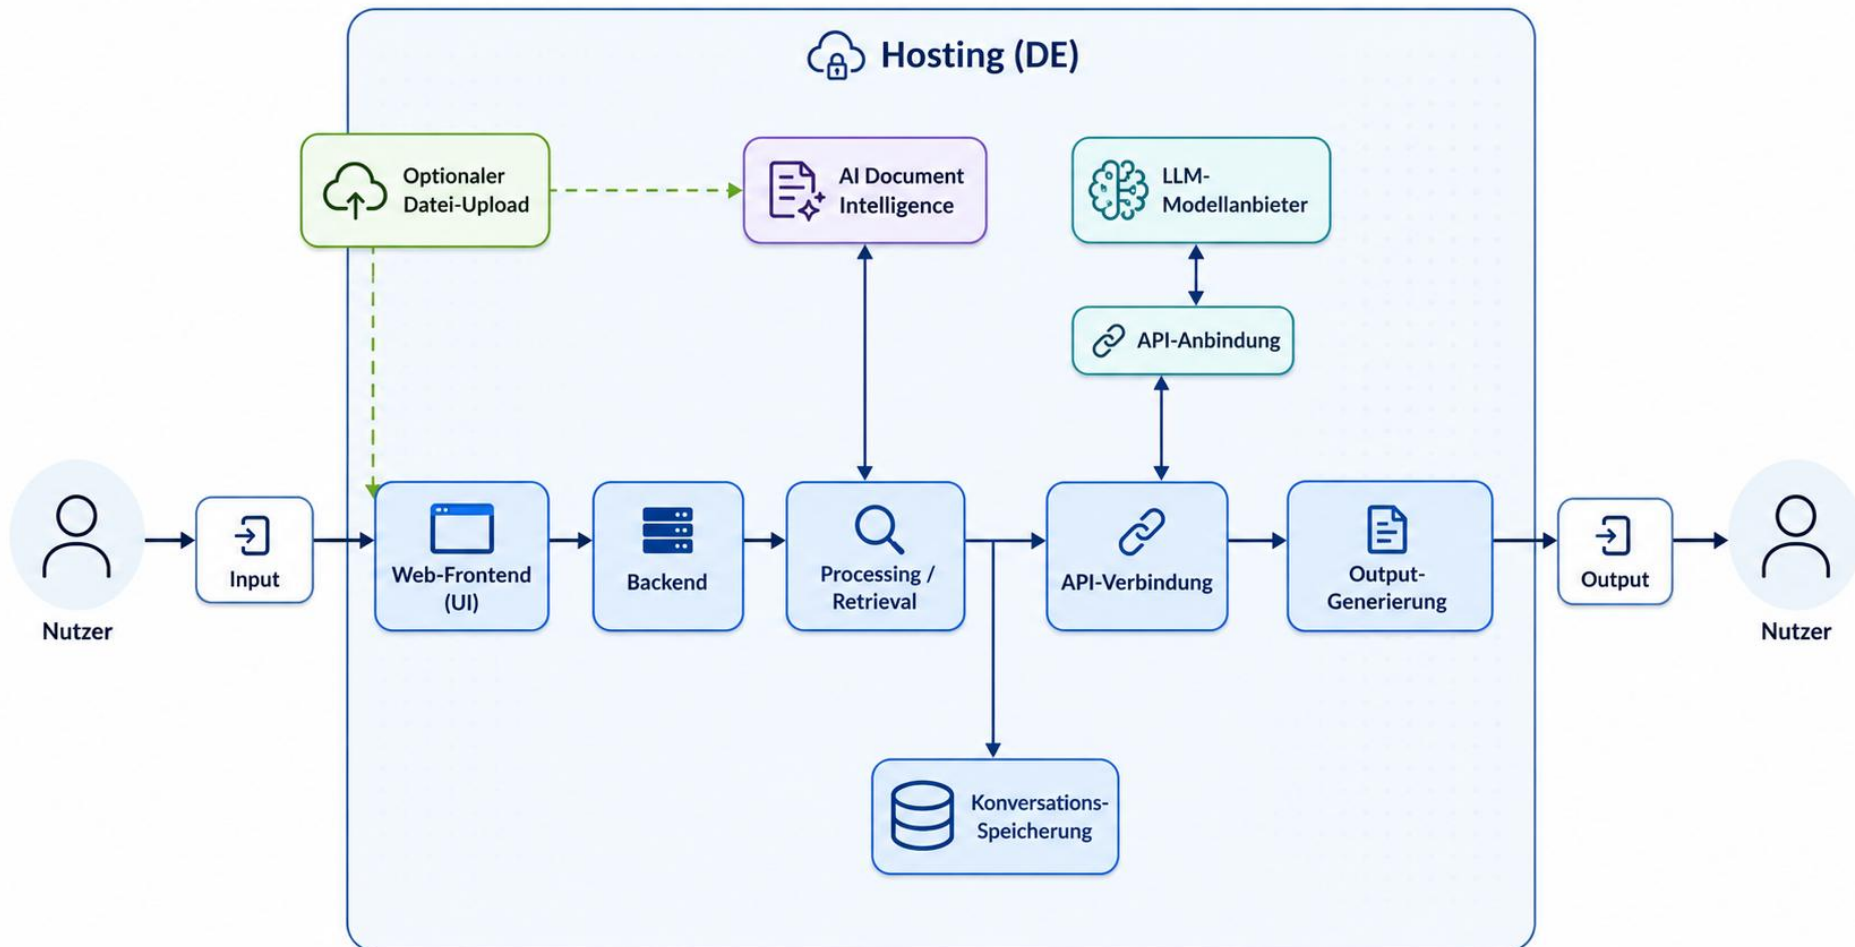 Hosting (DE)
Optionaler
Datei-Upload
AI Document
Intelligence
LLM-
Modellanbieter
API-Anbindung
Nutzer
Input
Web-Frontend
(UI)
Backend
Processing /
Retrieval
API-Verbindung
Output-
Generierung
Output
Nutzer
Konversations-
Speicherung